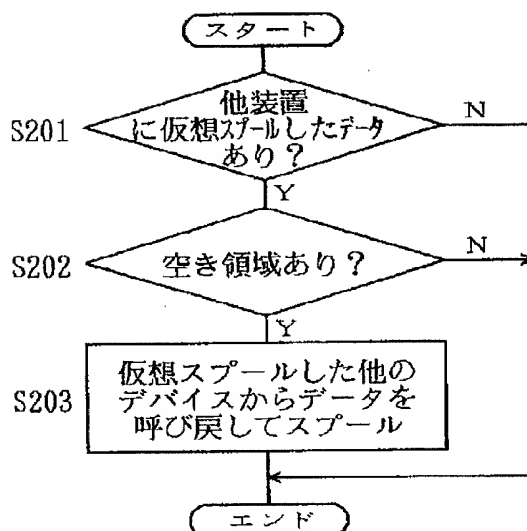 スタート
S201
他装置
に仮想スプールしたデータ
あり？
N
Y
S202
空き領域あり？
N
Y
S203
仮想スプールした他の
デバイスからデータを
呼び戻してスプール
エンド